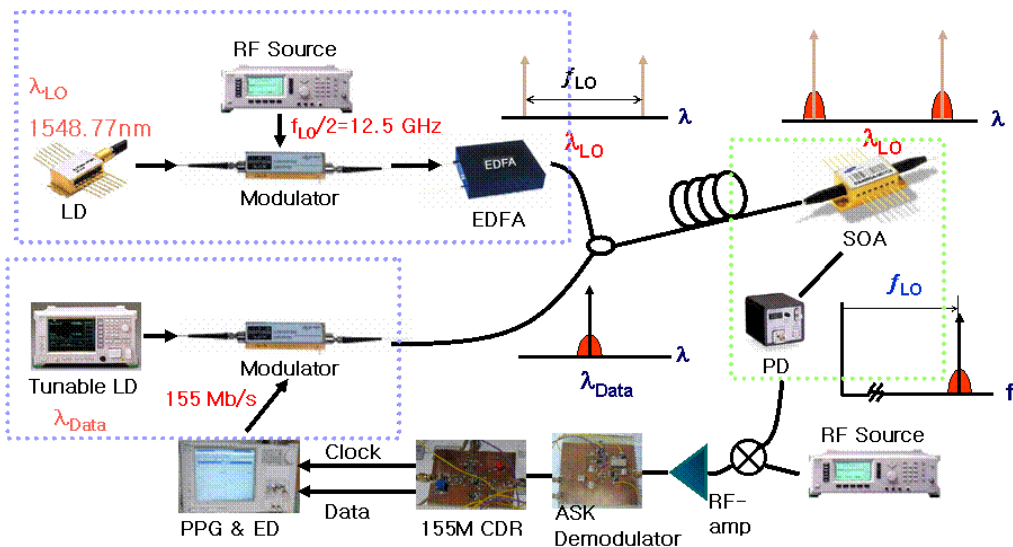 RF Source
λLO
1548.77nm
fLO/2=12.5 GHz
LD
Modulator
EDFA
EDFA
fLO
λ
λLO
λ
λLO
SOA
fLO
PD
f
λ
λData
Tunable LD
Modulator
λData
155 Mb/s
Clock
Data
PPG & ED
155M CDR
ASK
Demodulator
RF-
amp
RF Source